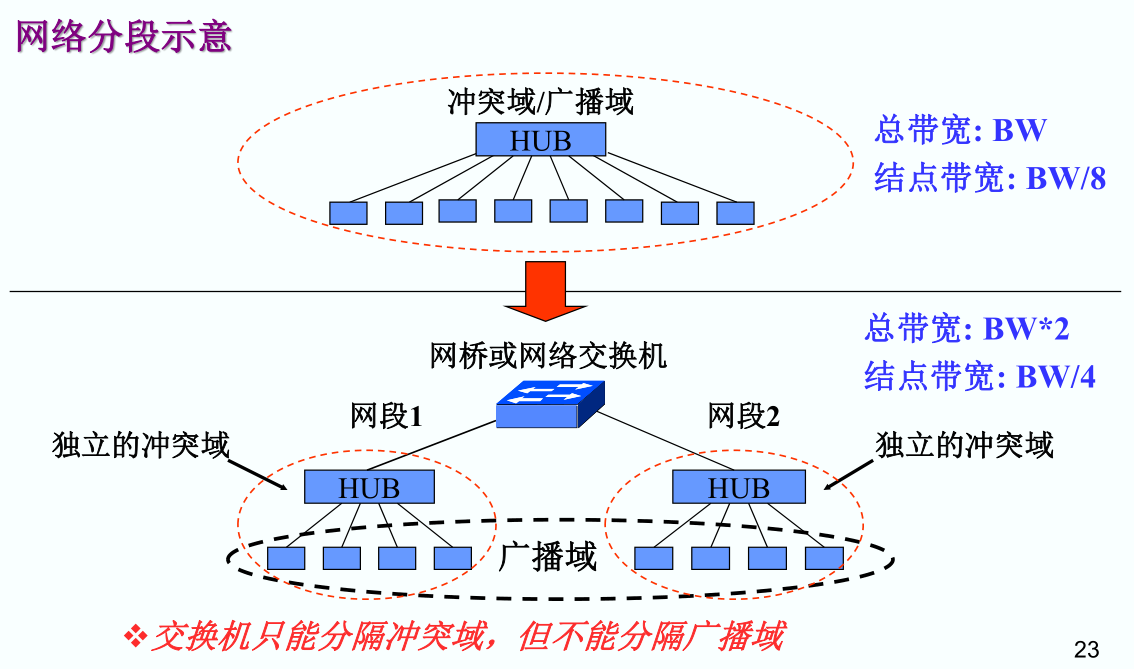 网络分段示意
冲突域/广播域
HUB
总带宽: BW
结点带宽: BW/8
总带宽: BW*2
结点带宽: BW/4
网桥或网络交换机
网段1
网段2
独立的冲突域
独立的冲突域
HUB
HUB
广播域
❖交换机只能分隔冲突域，但不能分隔广播域
23